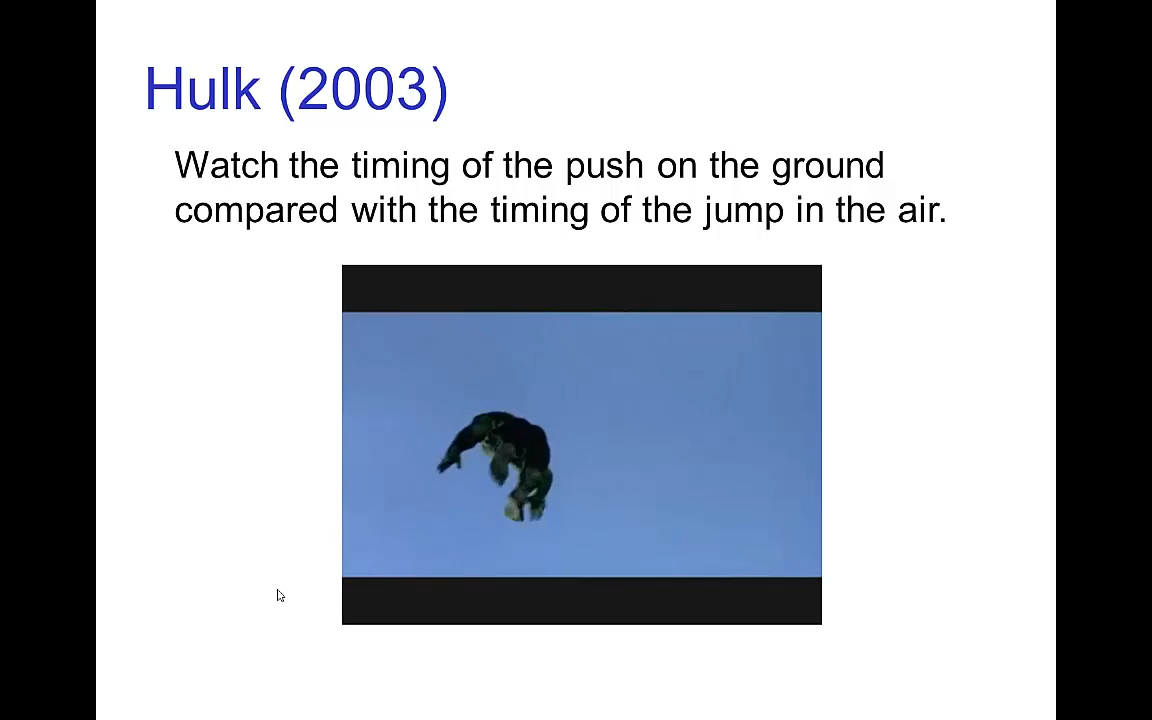 Hulk (2003)
Watch the timing of the push on the ground
compared with the timing of the jump in the air.